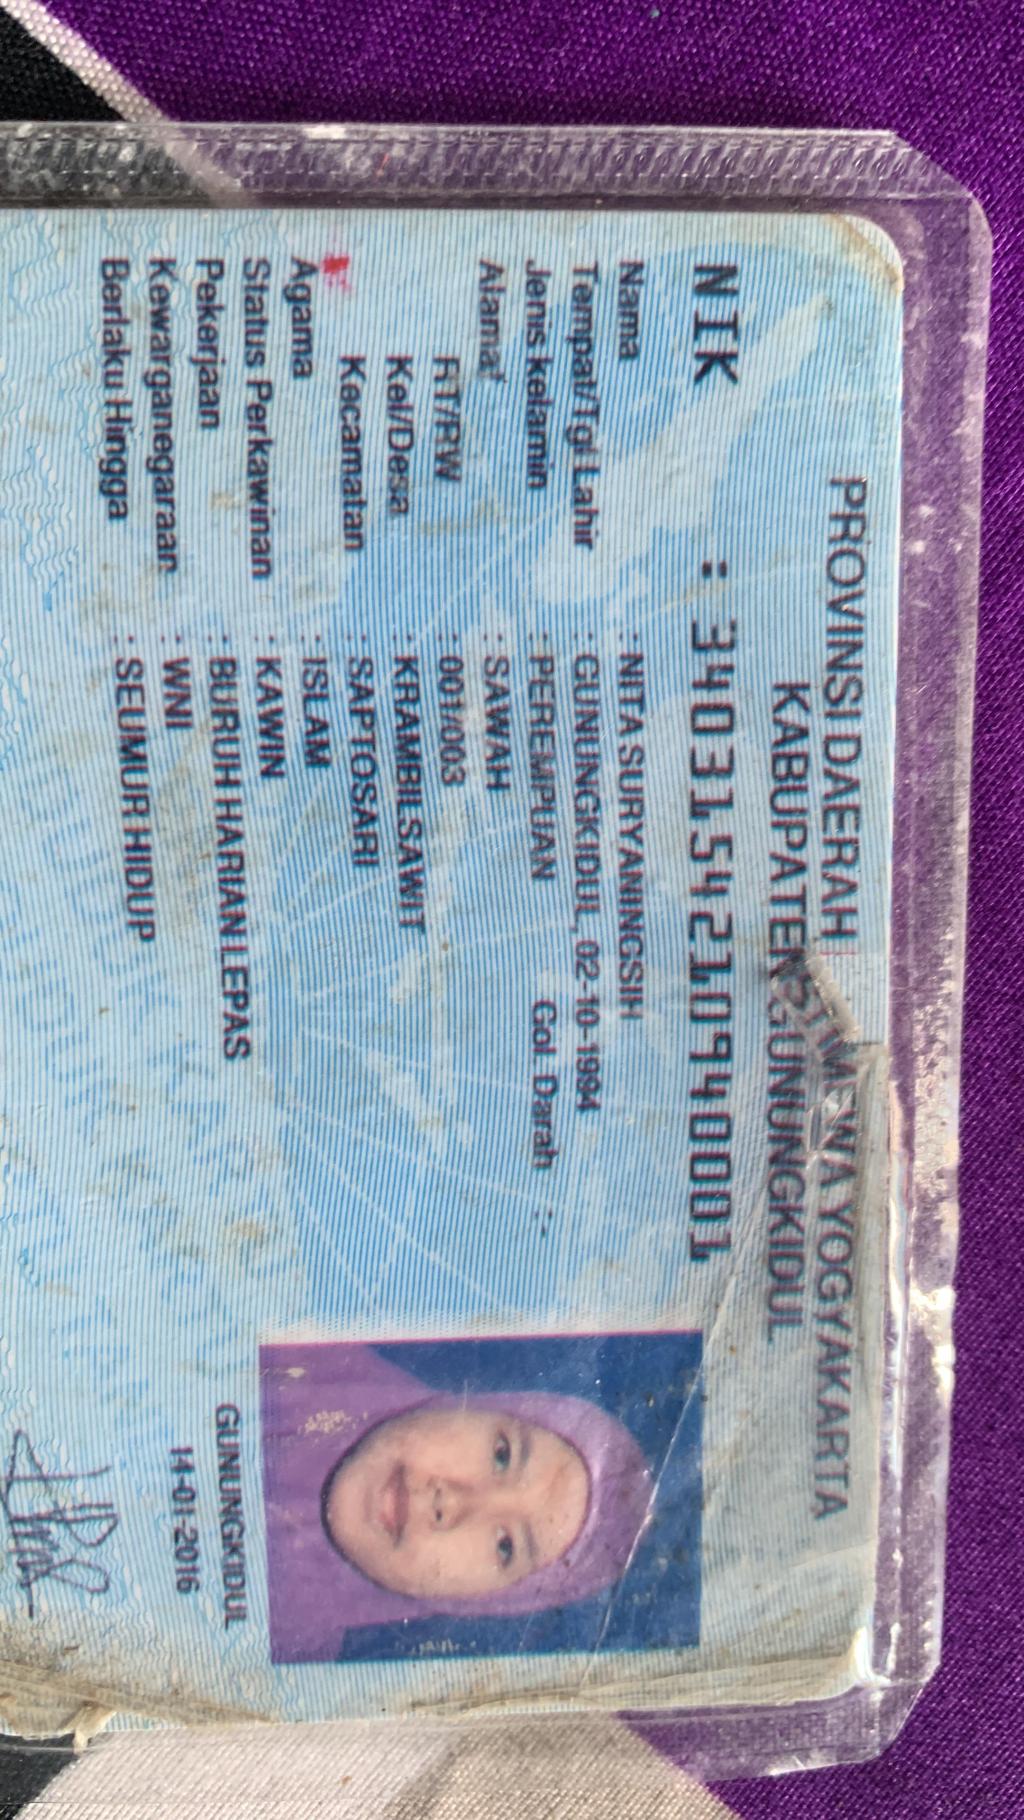 PROVINSI DAERAH ISTIMEWA YOGYAKARTA
KABUPATEN GUNUNGKIDUL
NIK : 3403154210940001
Nama : NITA SURYANINGSIH
Tempat/Tgl Lahir : GUNUNGKIDUL, 02-10-1994
Jenis kelamin : PEREMPUAN Gol. Darah :-
Alamat : SAWAH
RT/RW : 001/003
Kel/Desa : KRAMBILSAWIT
Kecamatan : SAPTOSARI
Agama : ISLAM
Status Perkawinan : KAWIN
Pekerjaan : BURUH HARIAN LEPAS
Kewarganegaraan : WNI
Berlaku Hingga : SEUMUR HIDUP
GUNUNGKIDUL
14-01-2016